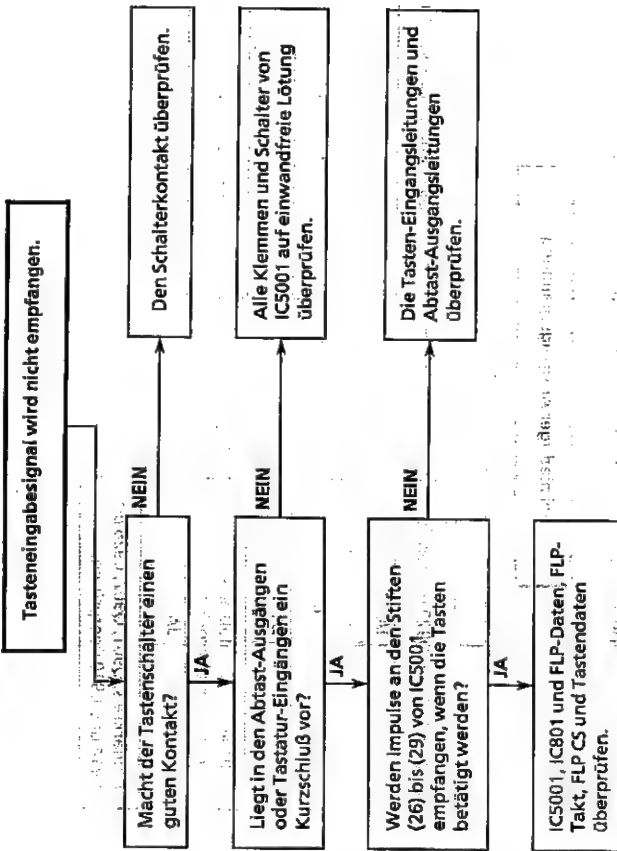 Tasteneingabesignal wird nicht empfangen.
Macht der Tastenschalter einen
guten Kontakt?
NEIN
Den Schalterkontakt überprüfen.
JA
Liegt in den Abtast-Ausgängen
oder Tastatur-Eingängen ein
Kurzschluß vor?
NEIN
Alle Klemmen und Schalter von
IC5001 auf einwandfreie Lötung
überprüfen.
JA
Werden Impulse an den Stiften
(26) bis (29) von IC5001
empfangen, wenn die Tasten
betätigt werden?
NEIN
Die Tasten-Eingangsleitungen und
Abtast-Ausgangsleitungen
überprüfen.
JA
IC5001, IC801 und FLP-Daten, FLP-
Takt, FLP CS und Tastendaten
überprüfen.